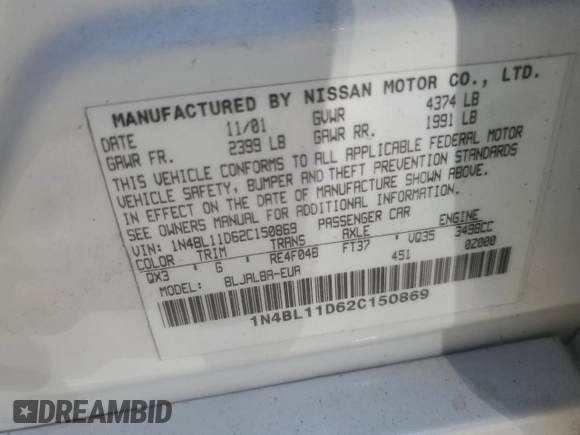 MANUFACTURED BY NISSAN MOTOR CO., LTD.
DATE 11/01 GVWR 4374 LB
GAWR FR. 2399 LB GAWR RR. 1991 LB
THIS VEHICLE CONFORMS TO ALL APPLICABLE FEDERAL MOTOR
VEHICLE SAFETY, BUMPER AND THEFT PREVENTION STANDARDS
IN EFFECT ON THE DATE OF MANUFACTURE SHOWN ABOVE.
SEE OWNERS MANUAL FOR ADDITIONAL INFORMATION.
VIN: 1N4BL11D62C150869 PASSENGER CAR
COLOR TRIM TRANS AXLE ENGINE
QX3 G RE4F04B FT37 VQ35 3498CC
MODEL: BLJALBA-EUA 451 02000
1N4BL11D62C150869
DREAMBID